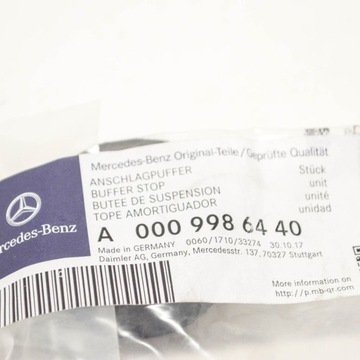 Mercedes-Benz Original-Teile/Geprüfte Qualität
ANSCHLAGPUFFER Stück
BUFFER STOP unit
BUTEE DE SUSPENSION unité
TOPE AMORTIGUADOR unidad
A 000 998 64 40
Made in GERMANY 0060/1710/33274 30.10.17
Daimler AG, Germany, Mercedesstr. 137, 70327 Stuttgart
rcedes-Benz
More info on
http://p.mb-qr.com/